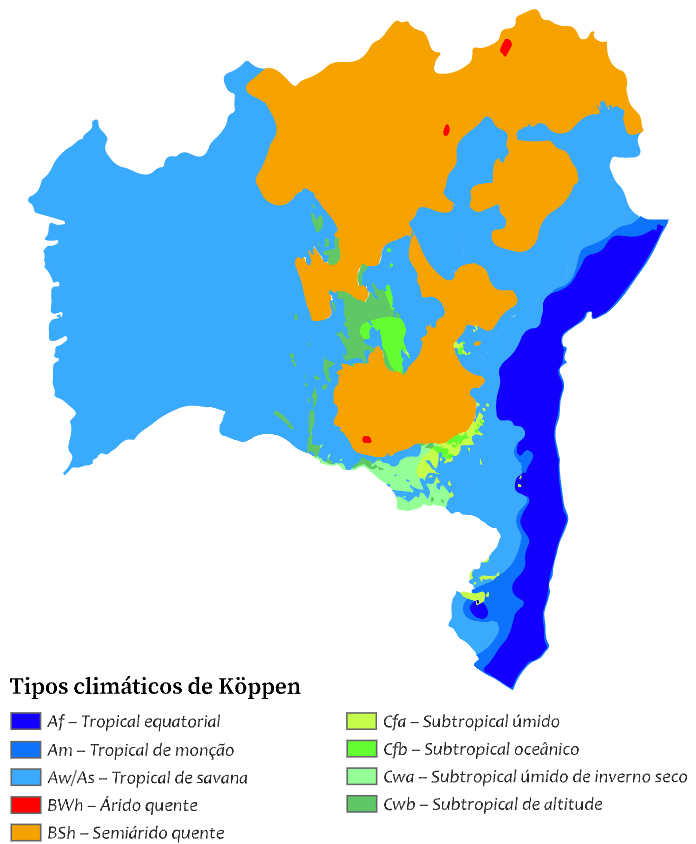 Tipos climáticos de Köppen
Af – Tropical equatorial
Am – Tropical de monção
Aw/As – Tropical de savana
BWh – Árido quente
BSh – Semiárido quente
Cfa – Subtropical úmido
Cfb – Subtropical oceânico
Cwa – Subtropical úmido de inverno seco
Cwb – Subtropical de altitude